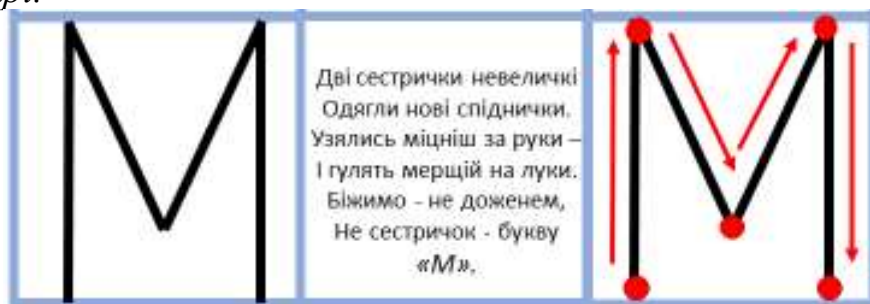 М
Дві сестрички невеличкі
Одягли нові спіднички.
Узялись міцніш за руки –
І гулять мерщій на луки.
Біжимо - не доженем,
Не сестричок - букву
«М».
М